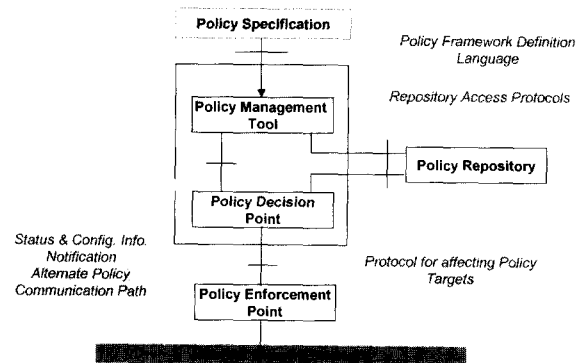 Policy Specification
Policy Framework Definition
Language
Policy Management
Tool
Repository Access Protocols
Policy Repository
Policy Decision
Point
Status & Config. Info.
Notification
Alternate Policy
Communication Path
Protocol for affecting Policy
Targets
Policy Enforcement
Point